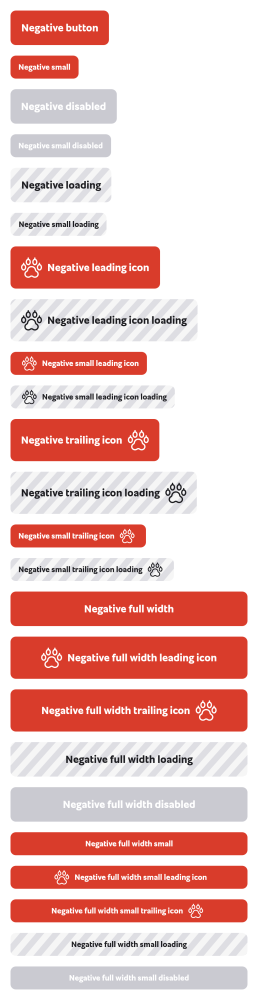 Negative button
Negative small
Negative disabled
Negative small disabled
Negative loading
Negative small loading
Negative leading icon
Negative leading icon loading
Negative small leading icon
Negative small leading icon loading
Negative trailing icon
Negative trailing icon loading
Negative small trailing icon
Negative small trailing icon loading
Negative full width
Negative full width leading icon
Negative full width trailing icon
Negative full width loading
Negative full width disabled
Negative full width small
Negative full width small leading icon
Negative full width small trailing icon
Negative full width small loading
Negative full width small disabled